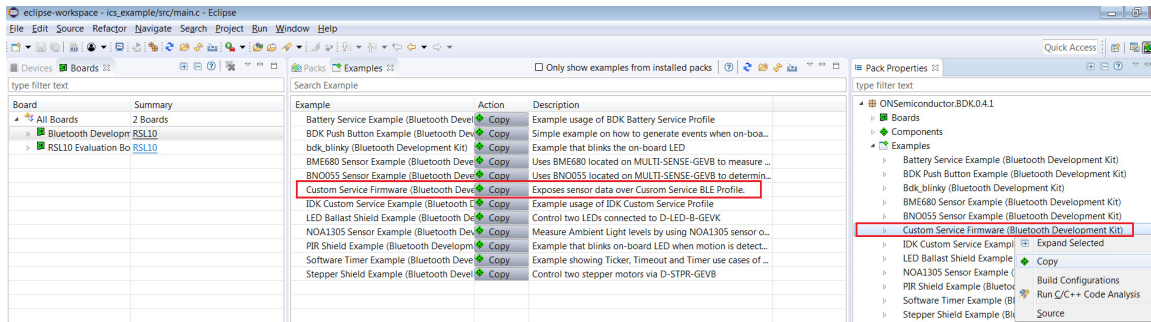 eclipse-workspace - ics_example/src/main.c - Eclipse
File Edit Source Refactor Navigate Search Project Run Window Help
Quick Access
Devices Boards
type filter text
Board Summary
All Boards 2 Boards
Bluetooth Developm RSL10
RSL10 Evaluation Bo RSL10
Packs Examples Only show examples from installed packs
Search Example
Example Action Description
Battery Service Example (Bluetooth Devel Copy Example usage of BDK Battery Service Profile
BDK Push Button Example (Bluetooth Dev Copy Simple example on how to generate events when on-boa...
bdk_blinky (Bluetooth Development Kit) Copy Example that blinks the on-board LED
BME680 Sensor Example (Bluetooth Deve Copy Uses BME680 located on MULTI-SENSE-GEVB to measure ...
BNO055 Sensor Example (Bluetooth Deve Copy Uses BNO055 located on MULTI-SENSE-GEVB to determin...
Custom Service Firmware (Bluetooth Deve Copy Exposes sensor data over Cusrom Service BLE Profile.
IDK Custom Service Example (Bluetooth D Copy Example usage of IDK Custom Service Profile
LED Ballast Shield Example (Bluetooth De Copy Control two LEDs connected to D-LED-B-GEVK
NOA1305 Sensor Example (Bluetooth Dev Copy Measure Ambient Light levels by using NOA1305 sensor o...
PIR Shield Example (Bluetooth Developm Copy Example that blinks on-board LED when motion is detect...
Software Timer Example (Bluetooth Deve Copy Example showing Ticker, Timeout and Timer use cases of ...
Stepper Shield Example (Bluetooth Devel Copy Control two stepper motors via D-STPR-GEVB
Pack Properties
type filter text
ONSemiconductor.BDK.0.4.1
Boards
Components
Examples
Battery Service Example (Bluetooth Development Kit)
BDK Push Button Example (Bluetooth Development Kit)
Bdk_blinky (Bluetooth Development Kit)
BME680 Sensor Example (Bluetooth Development Kit)
BNO055 Sensor Example (Bluetooth Development Kit)
Custom Service Firmware (Bluetooth Development Kit)
IDK Custom Service Exampl
LED Ballast Shield Example
NOA1305 Sensor Example (
PIR Shield Example (Bluetoo
Software Timer Example (Bl
Stepper Shield Example (Bl
Expand Selected
Copy
Build Configurations
Run C/C++ Code Analysis
Source